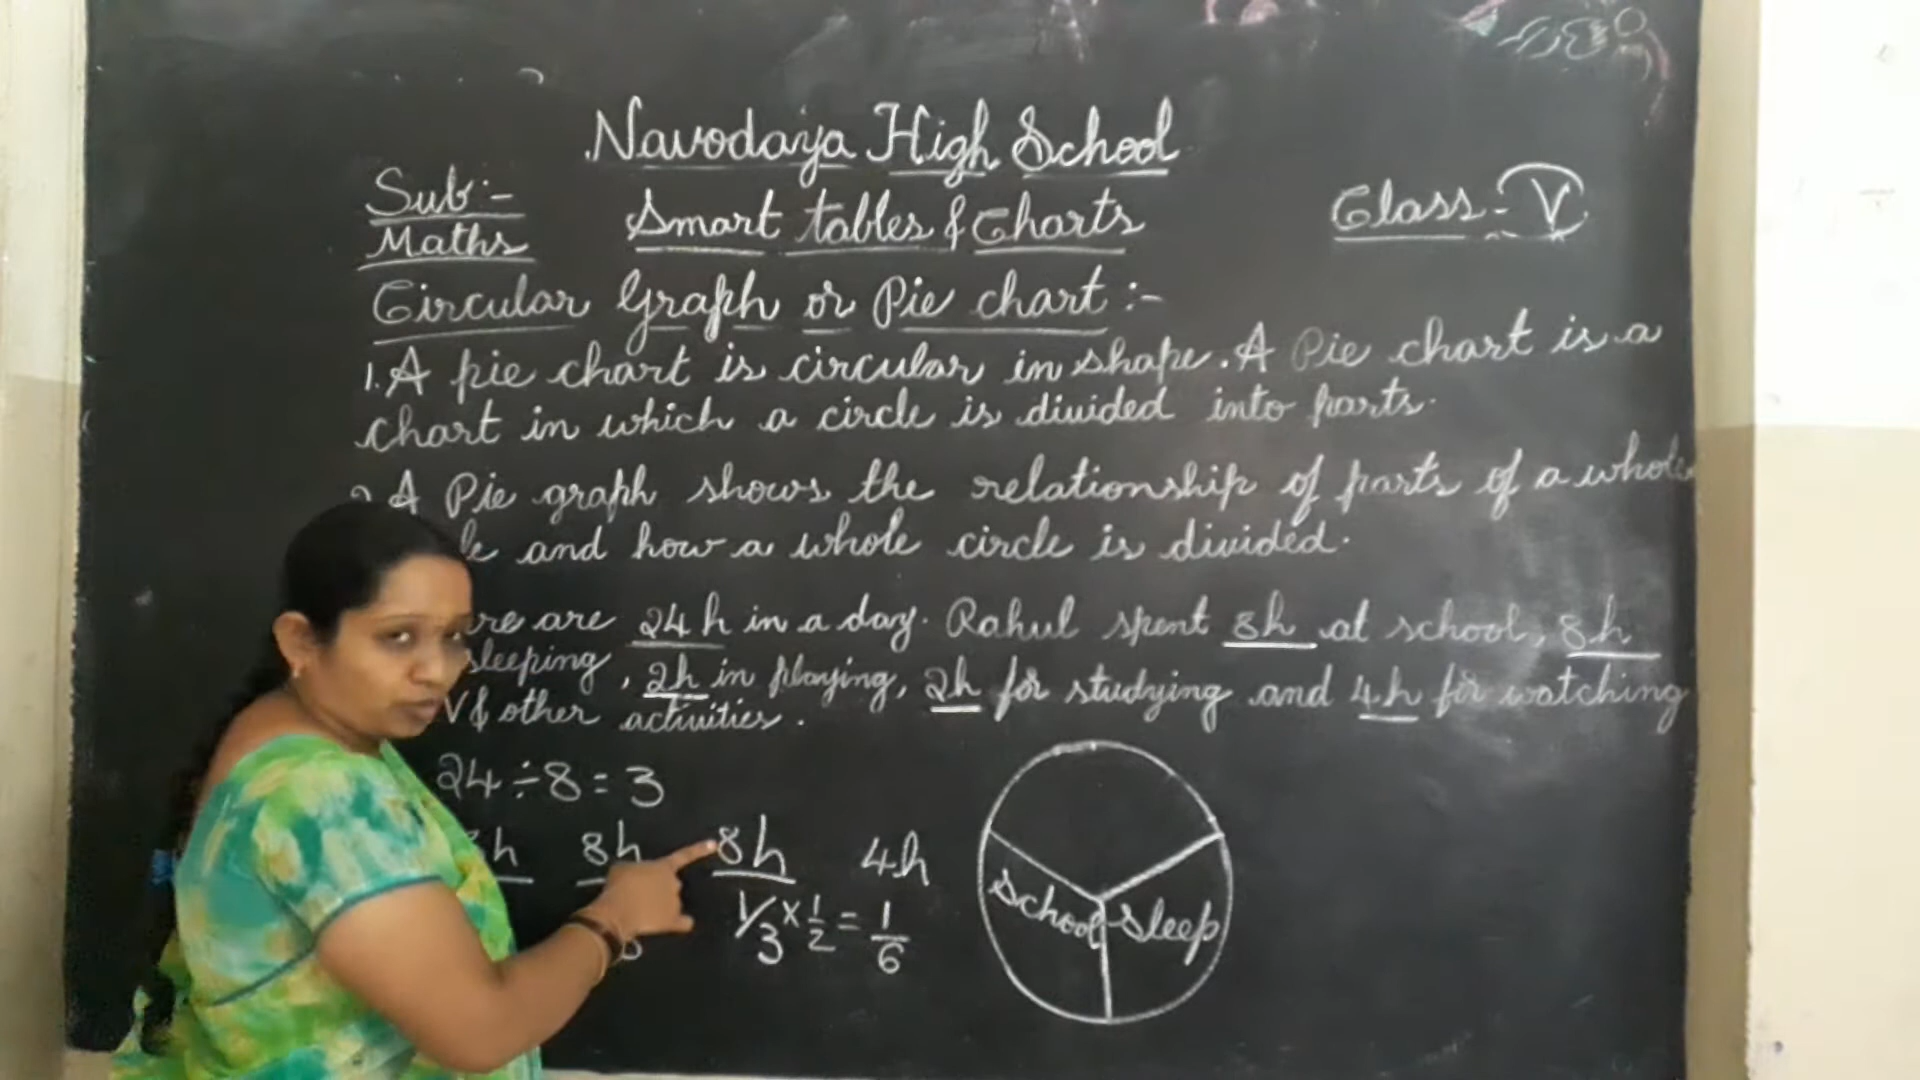 Navodaya High School
Sub:-
Maths
Smart tables & Charts
Class - V
Circular Graph or Pie chart :-
1. A pie chart is circular in shape. A Pie chart is a
chart in which a circle is divided into parts.
A Pie graph shows the relationship of parts of a whole
and how a whole circle is divided.
are 24 h in a day. Rahul spent 8h at school, 8h
sleeping, 2h in playing, 2h for studying and 4h for watching
V & other activities.
24 ÷ 8 = 3
h 8h 8h 4h
1/3 × 1/2 = 1/6
School Sleep